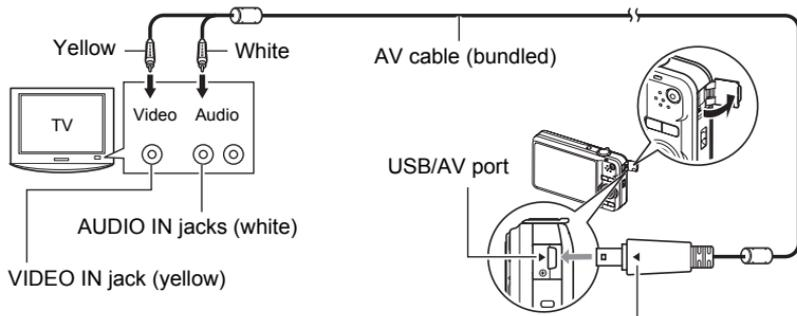 Yellow
White
AV cable (bundled)
TV
Video
Audio
USB/AV port
AUDIO IN jacks (white)
VIDEO IN jack (yellow)